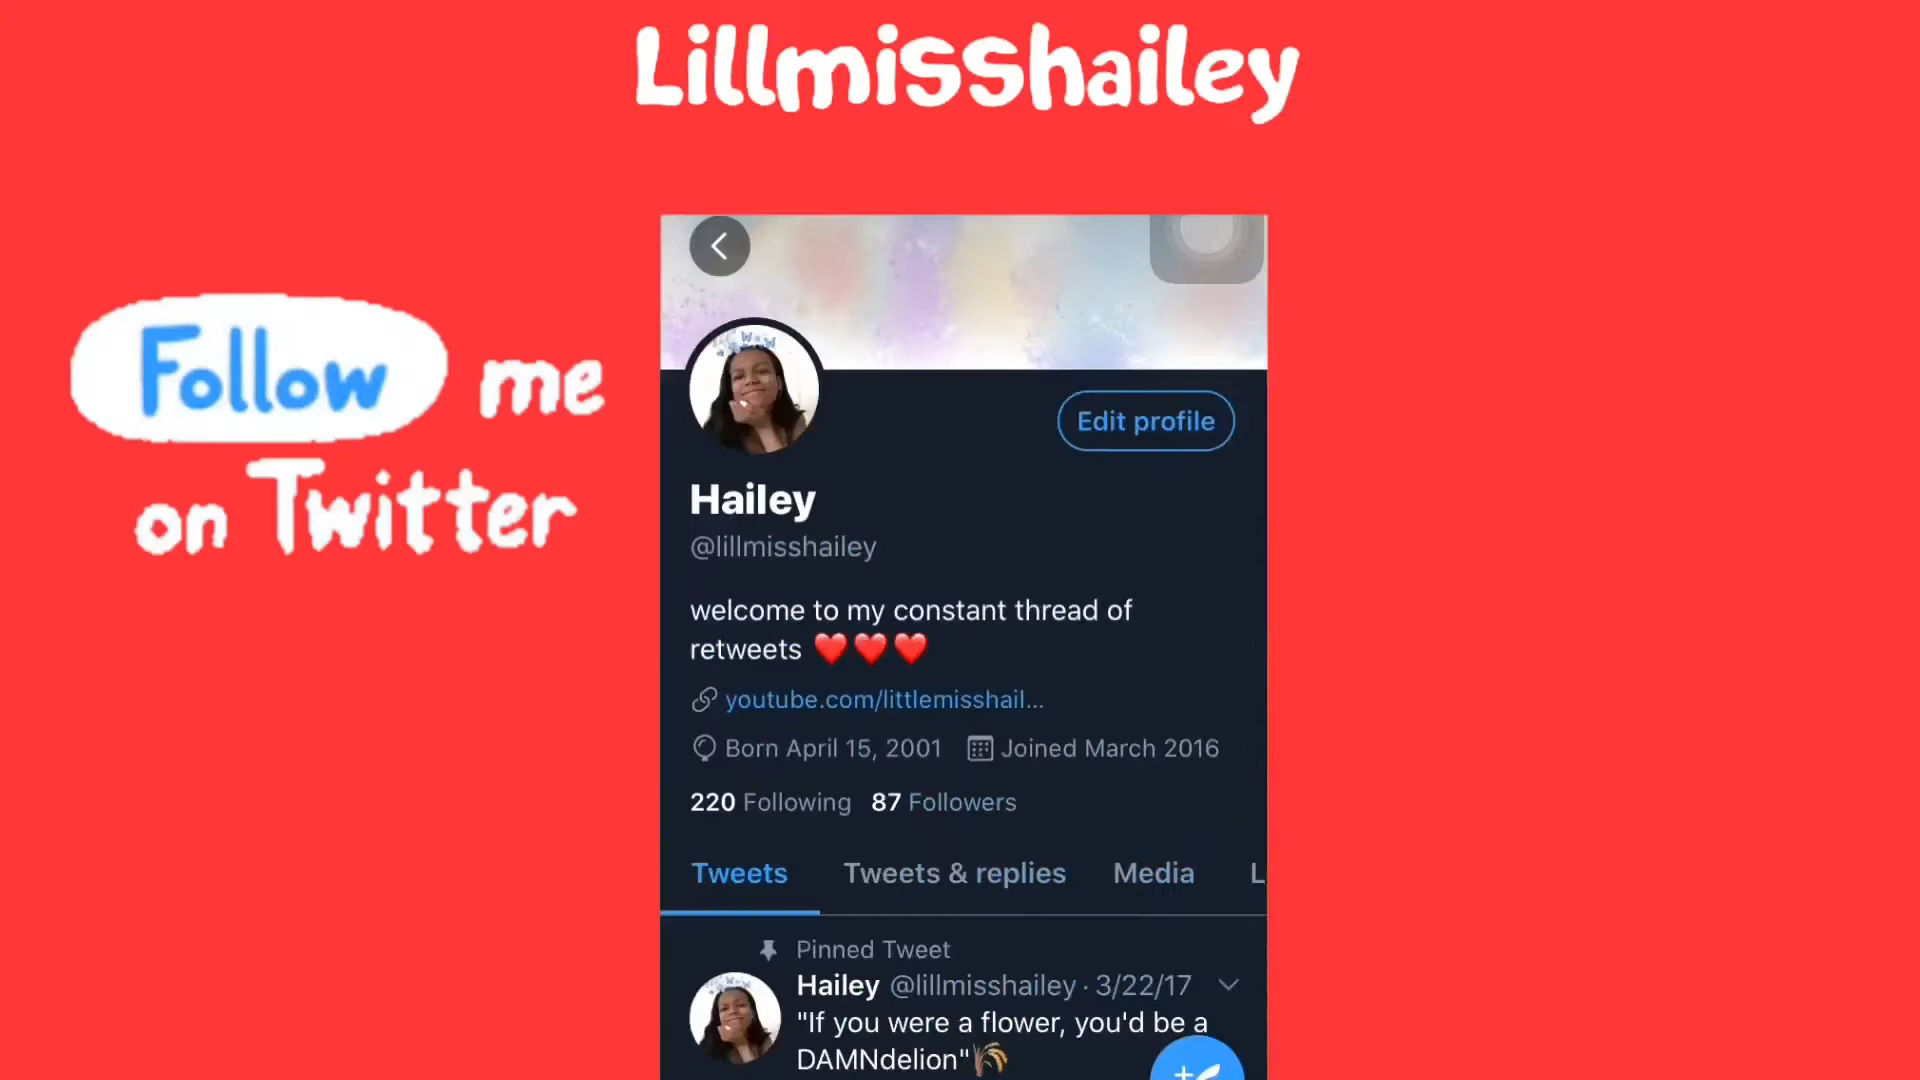 Lillmisshailey
Follow me
on Twitter
Edit profile
Hailey
@lillmisshailey
welcome to my constant thread of
retweets ❤️❤️❤️
youtube.com/littlemisshail...
Born April 15, 2001 Joined March 2016
220 Following 87 Followers
Tweets Tweets & replies Media L
Pinned Tweet
Hailey @lillmisshailey · 3/22/17
"If you were a flower, you'd be a
DAMNdelion"🌾